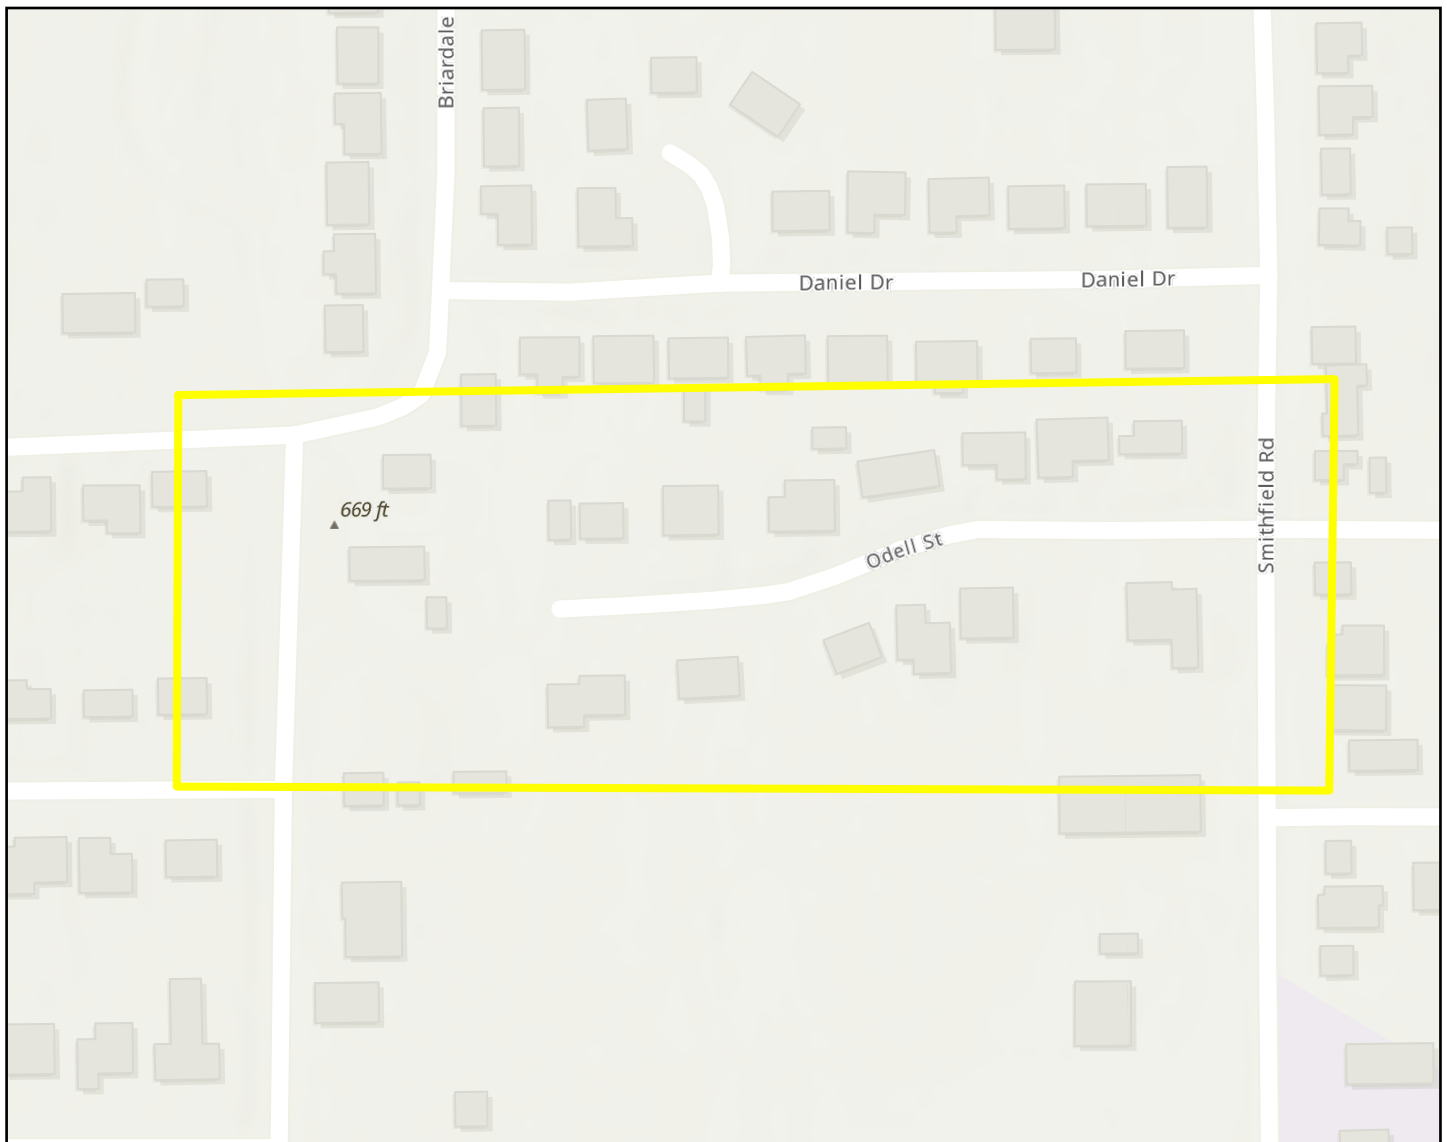 Briardale
Daniel Dr
Daniel Dr
Smithfield Rd
669 ft
Odell St